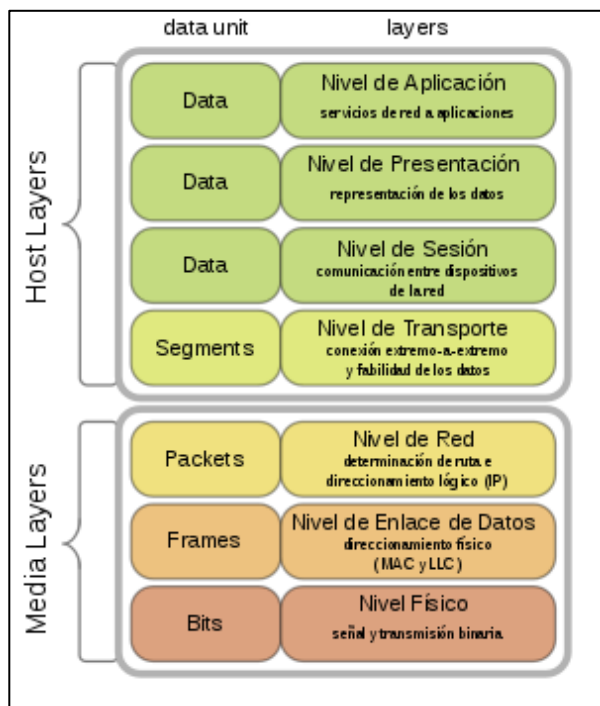 data unit layers
Host Layers
Data
Nivel de Aplicación
servicios de red a aplicaciones
Data
Nivel de Presentación
representación de los datos
Data
Nivel de Sesión
comunicación entre dispositivos
de la red
Segments
Nivel de Transporte
conexión extremo-a-extremo
y fabilidad de los datos
Media Layers
Packets
Nivel de Red
determinación de ruta e
direccionamiento lógico (IP)
Frames
Nivel de Enlace de Datos
direccionamiento físico
(MAC y LLC)
Bits
Nivel Físico
señal y transmisión binaria